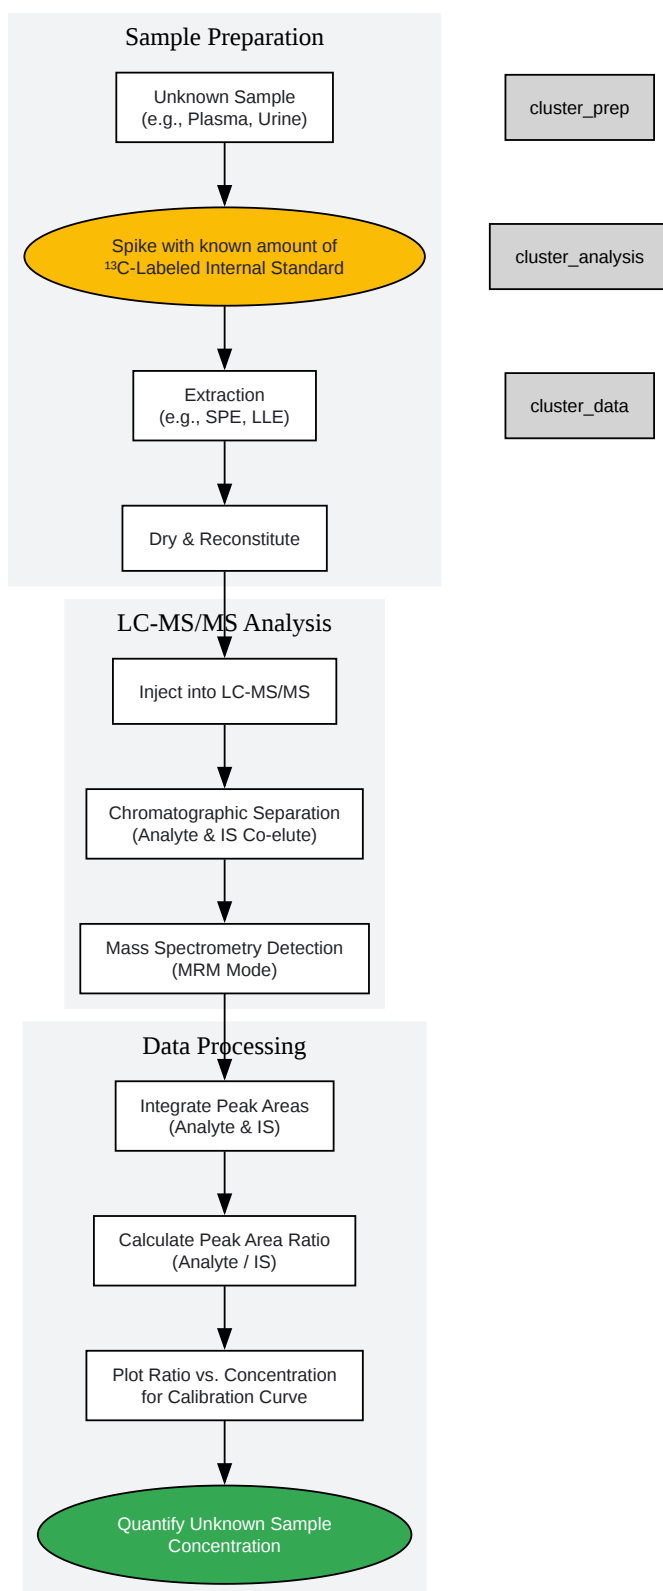 Sample Preparation
Unknown Sample
(e.g., Plasma, Urine)
cluster_prep
Spike with known amount of
¹³C-Labeled Internal Standard
cluster_analysis
Extraction
(e.g., SPE, LLE)
cluster_data
Dry & Reconstitute
LC-MS/MS Analysis
Inject into LC-MS/MS
Chromatographic Separation
(Analyte & IS Co-elute)
Mass Spectrometry Detection
(MRM Mode)
Data Processing
Integrate Peak Areas
(Analyte & IS)
Calculate Peak Area Ratio
(Analyte / IS)
Plot Ratio vs. Concentration
for Calibration Curve
Quantify Unknown Sample
Concentration